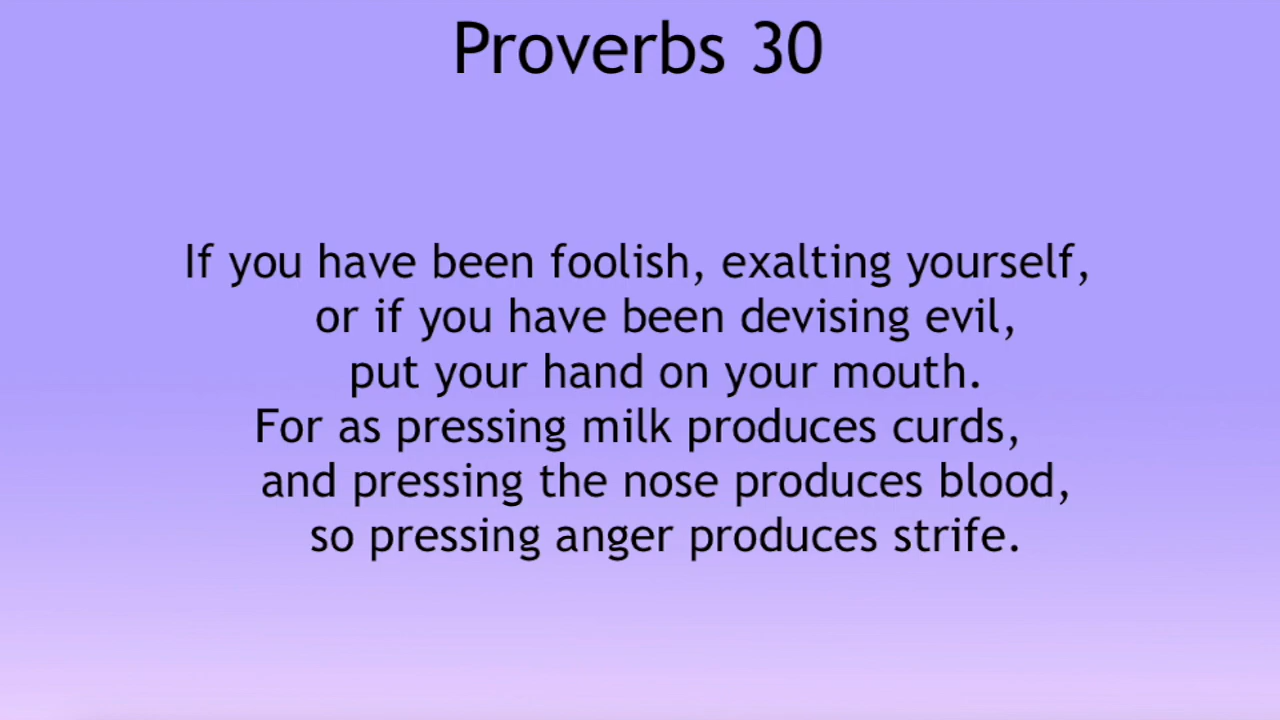 Proverbs 30
If you have been foolish, exalting yourself,
or if you have been devising evil,
put your hand on your mouth.
For as pressing milk produces curds,
and pressing the nose produces blood,
so pressing anger produces strife.